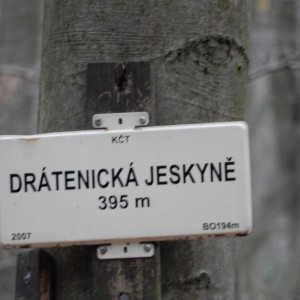 KČT
DRÁTENICKÁ JESKYNĚ
395 m
2007 BO194m